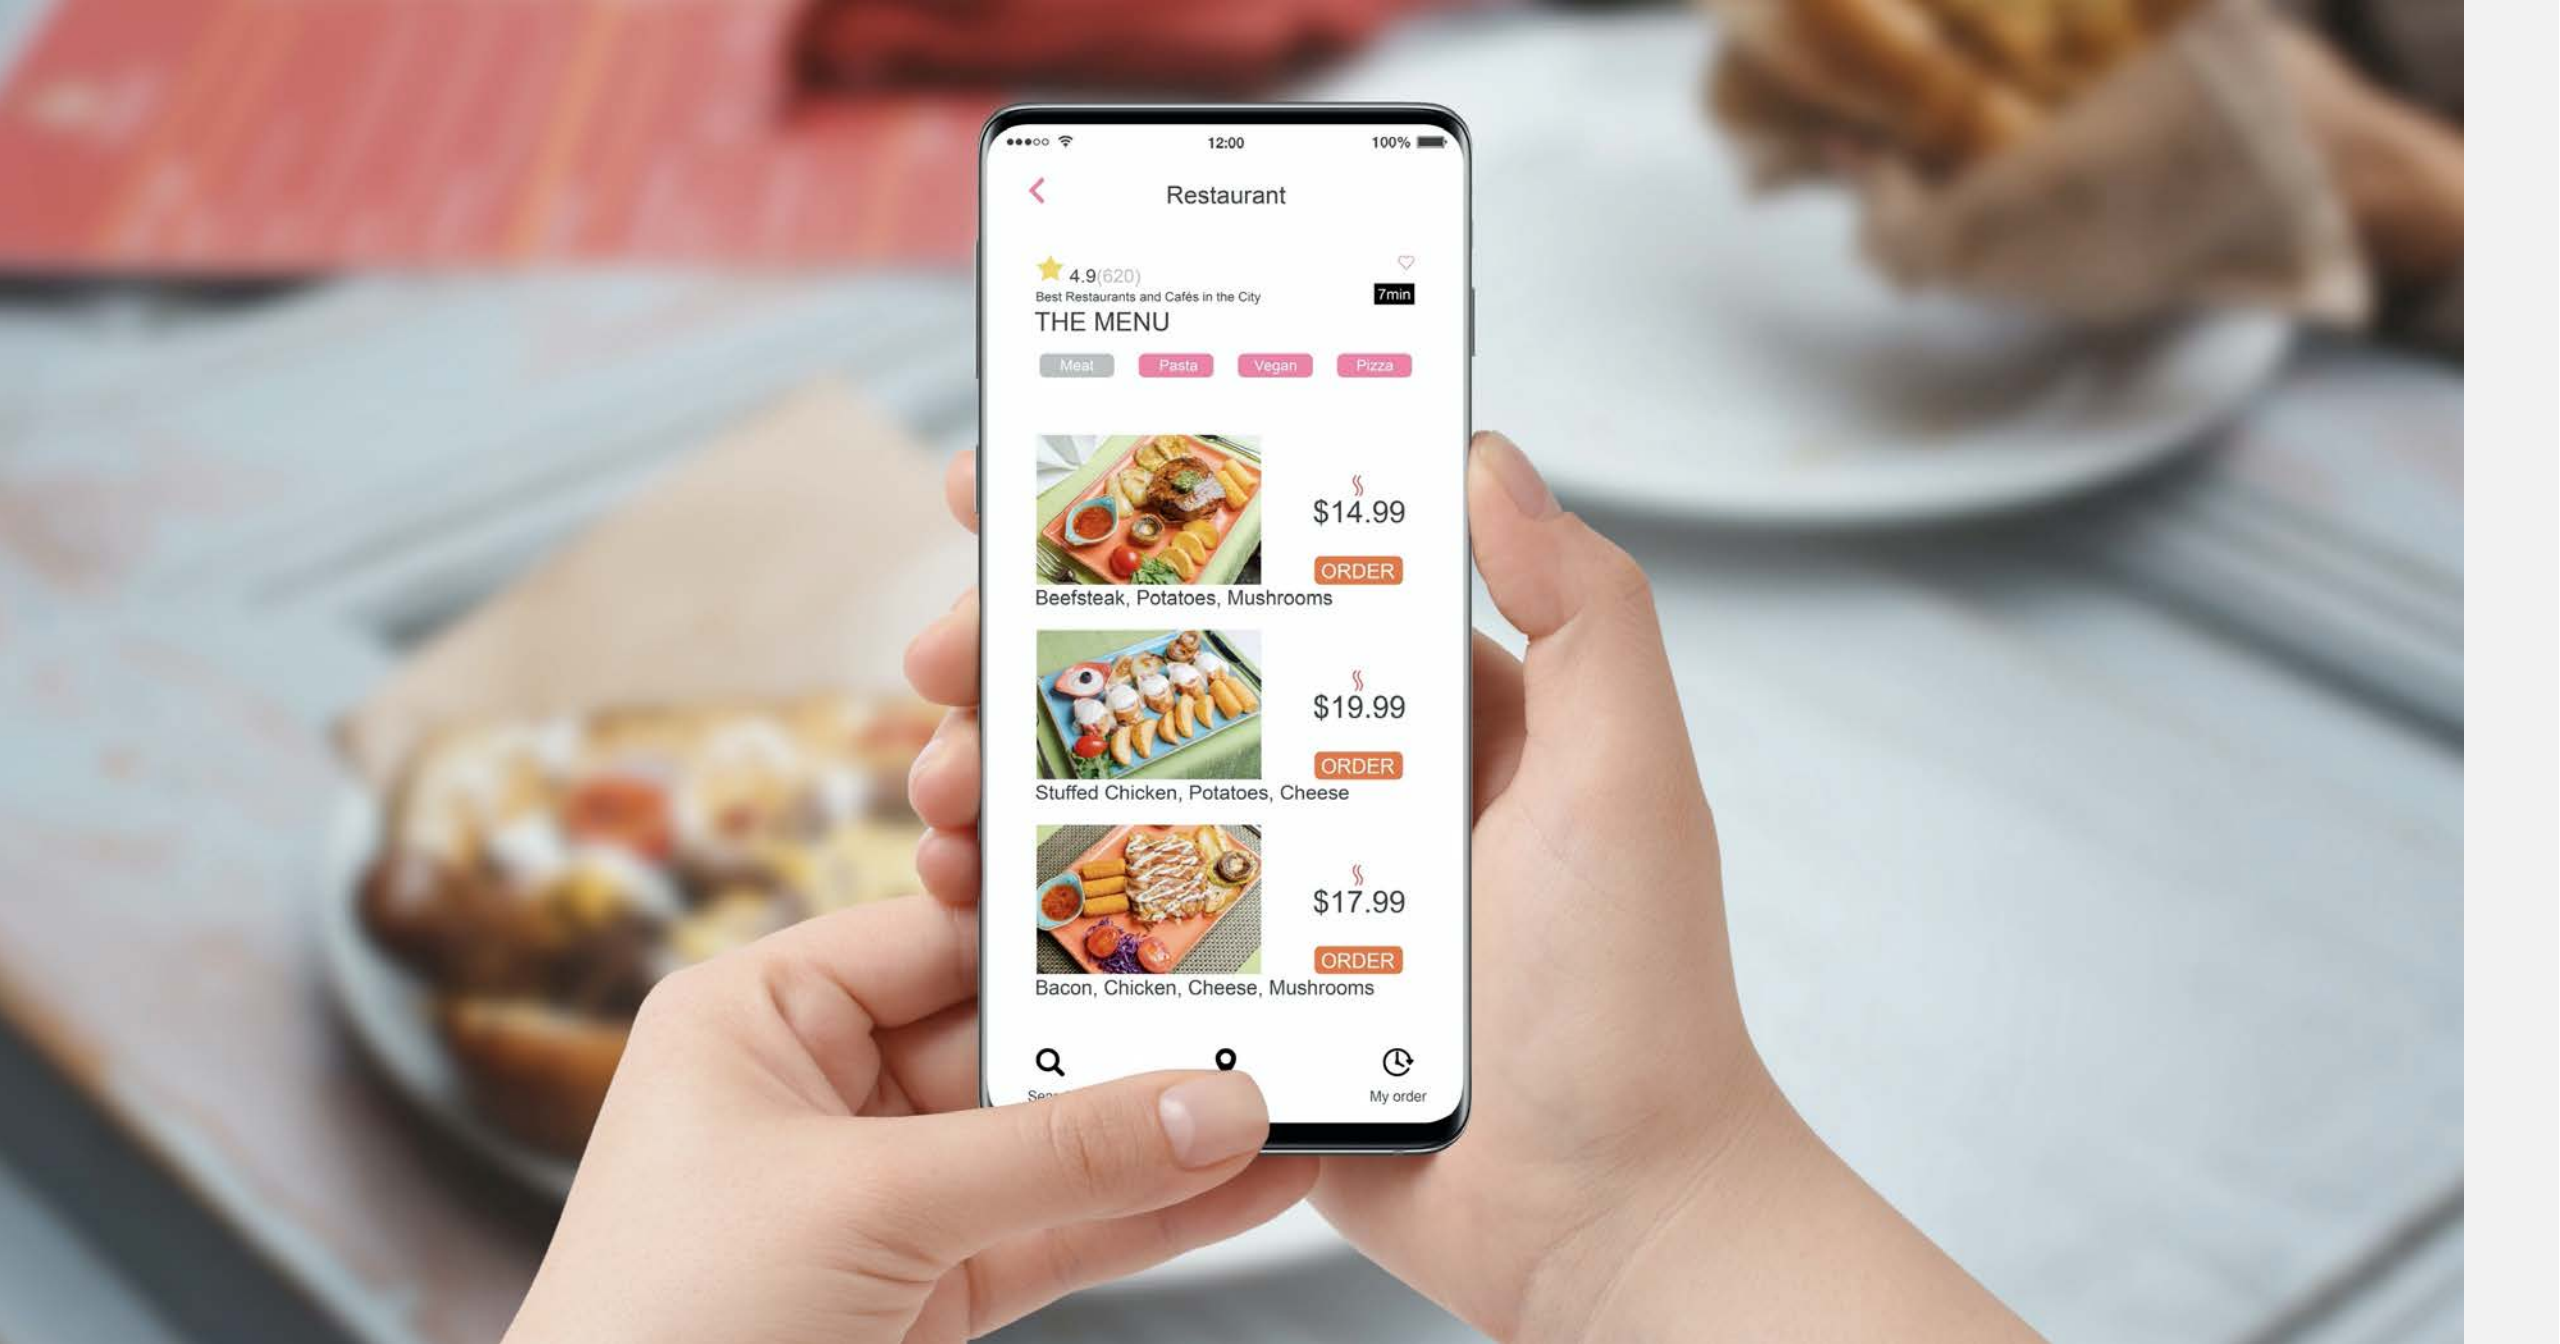 12:00 100%
Restaurant
4.9(620)
Best Restaurants and Cafés in the City
7min
THE MENU
Meat Pasta Vegan Pizza
$14.99
ORDER
Beefsteak, Potatoes, Mushrooms
$19.99
ORDER
Stuffed Chicken, Potatoes, Cheese
$17.99
ORDER
Bacon, Chicken, Cheese, Mushrooms
My order